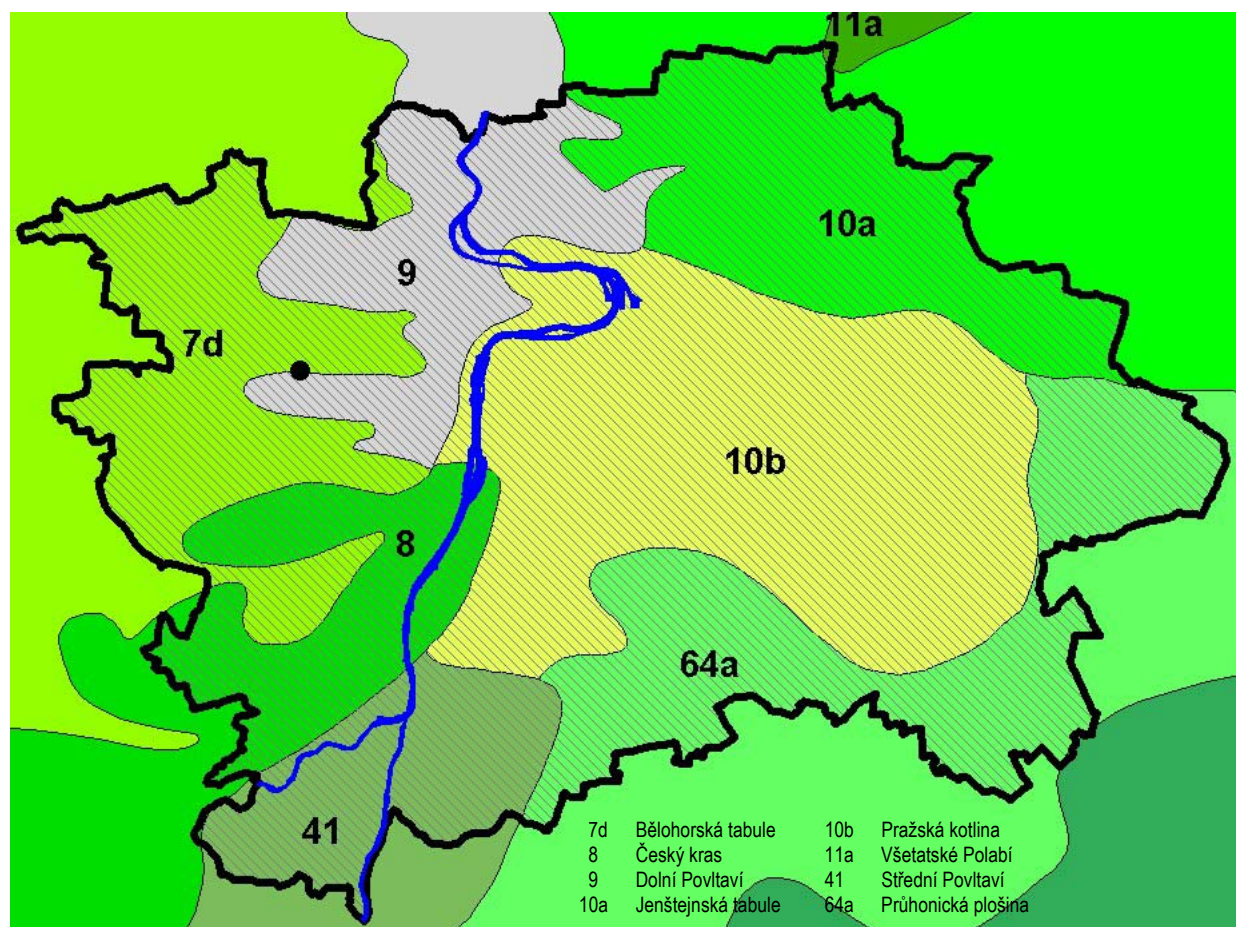 11a
10a
9
7d
10b
8
64a
41
7d Bělohorská tabule 10b Pražská kotlina
8 Český kras 11a Všetatské Polabí
9 Dolní Povltaví 41 Střední Povltaví
10a Jenštejnská tabule 64a Průhonická plošina